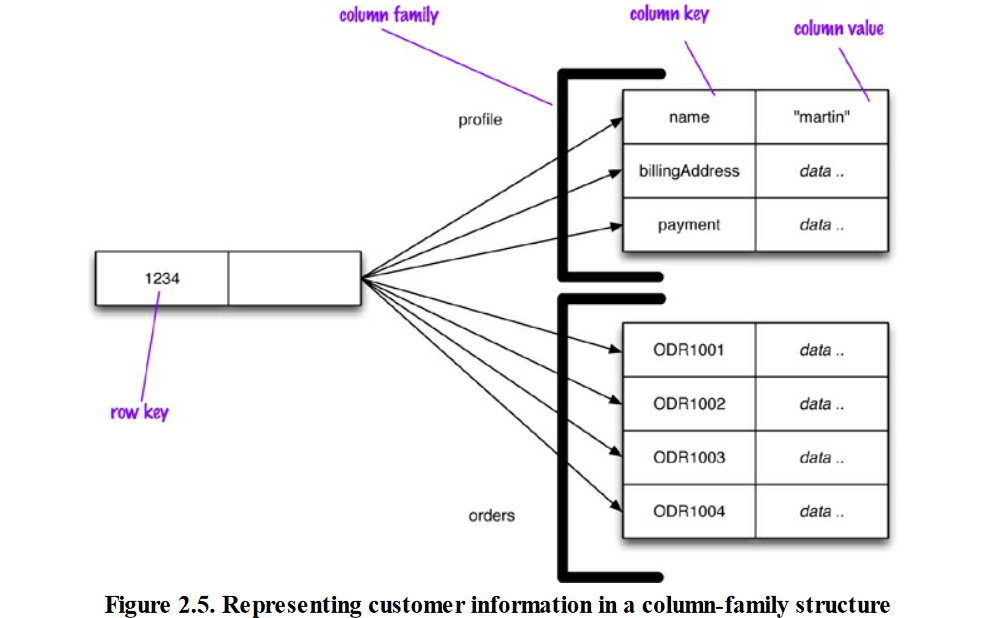 column family
column key
column value
profile
name
"martin"
billingAddress
data ..
payment
data ..
1234
row key
ODR1001
data ..
ODR1002
data ..
ODR1003
data ..
ODR1004
data ..
orders
Figure 2.5. Representing customer information in a column-family structure